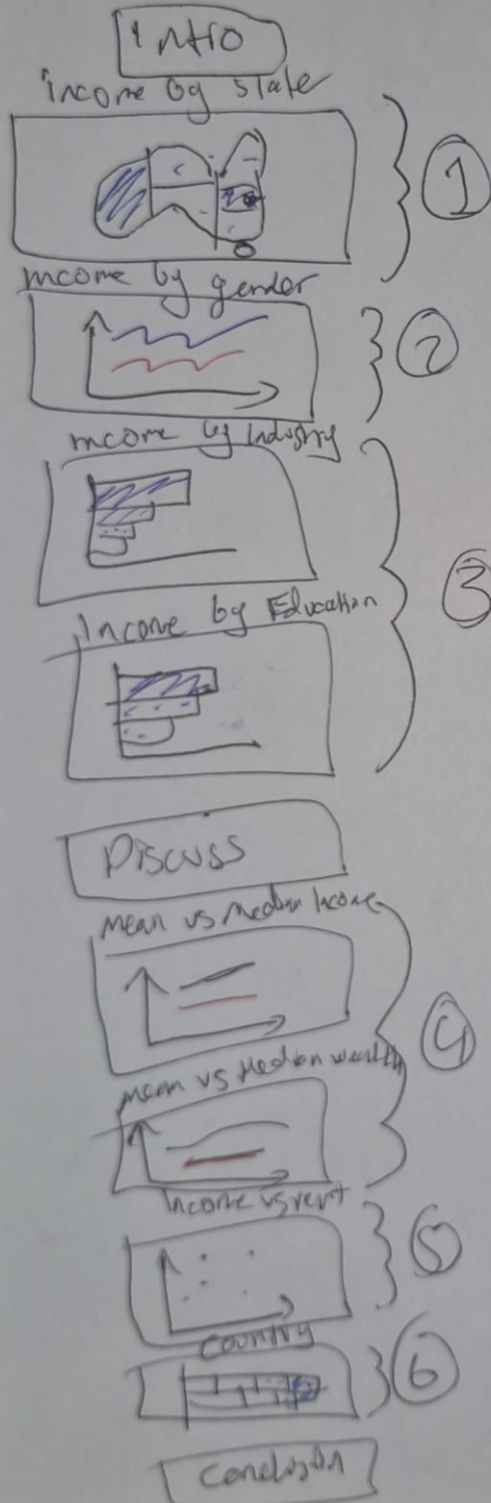 Intro
income by state
1
income by gender
2
income by Industry
Income by Education
3
Discuss
Mean vs Median Income
Mean vs Median wealth
4
Income vs rent
5
Country
6
Conclusion